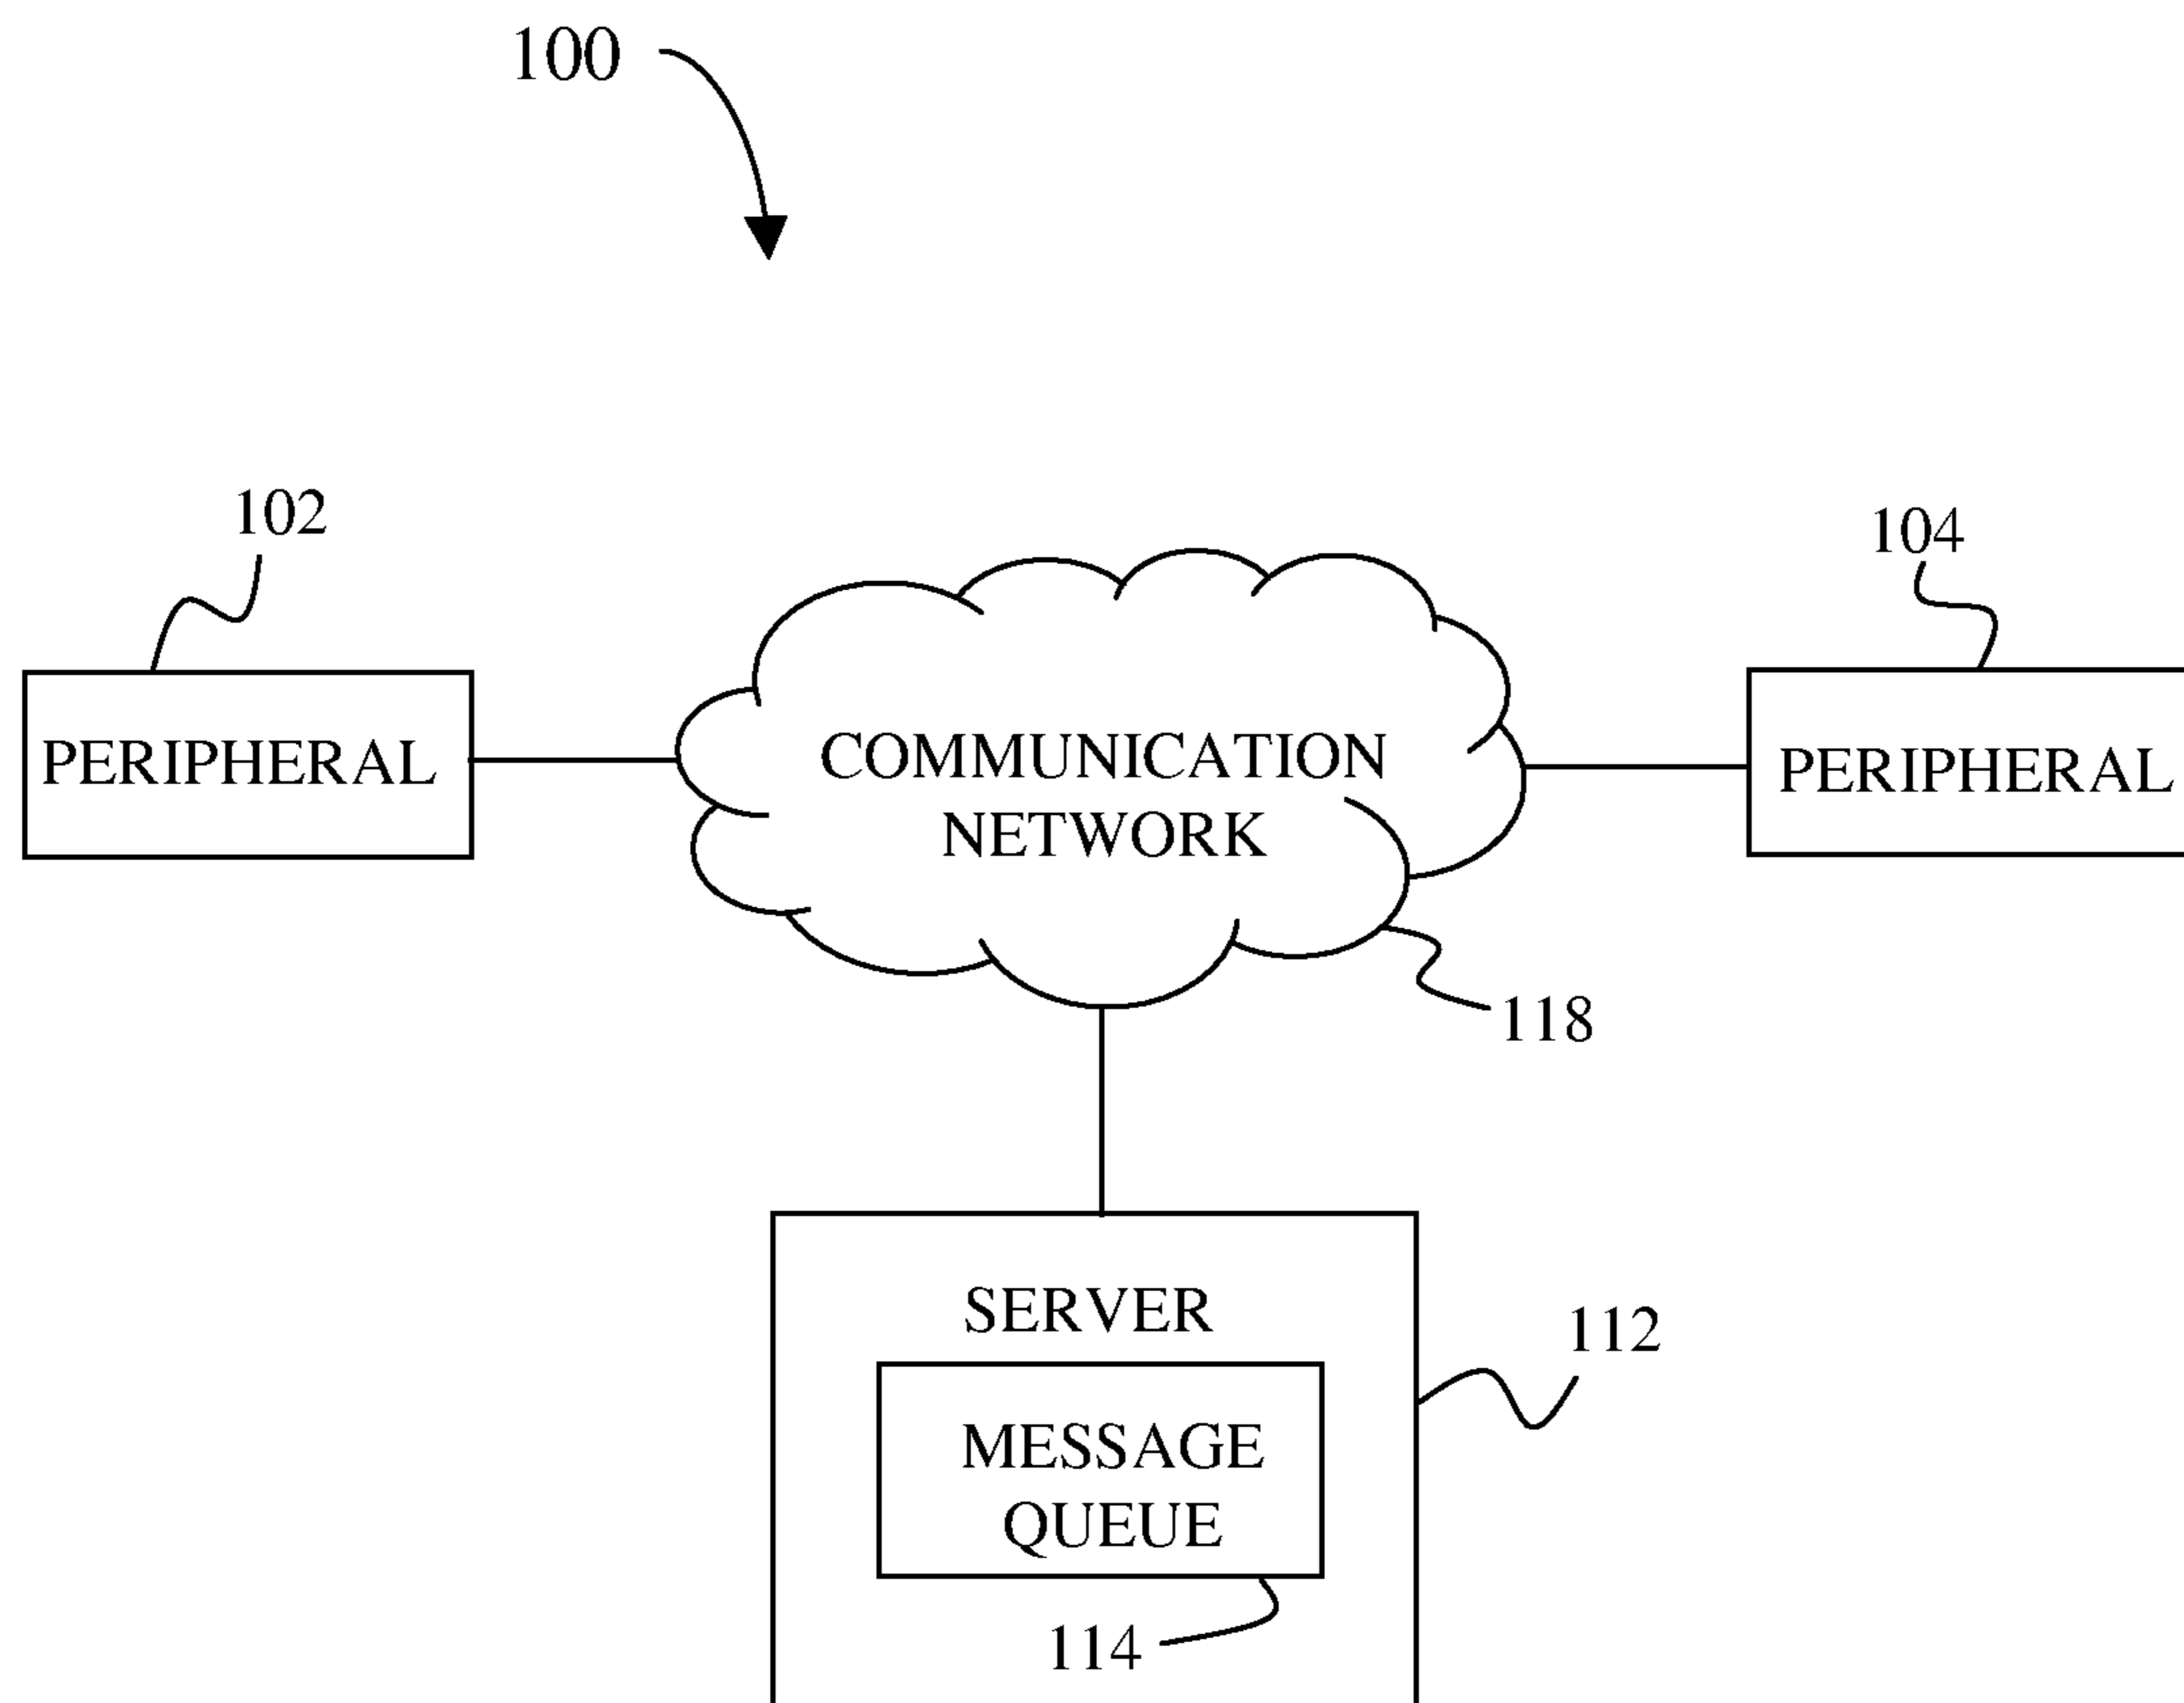 100
102
104
PERIPHERAL
COMMUNICATION
NETWORK
PERIPHERAL
118
SERVER
112
MESSAGE
QUEUE
114